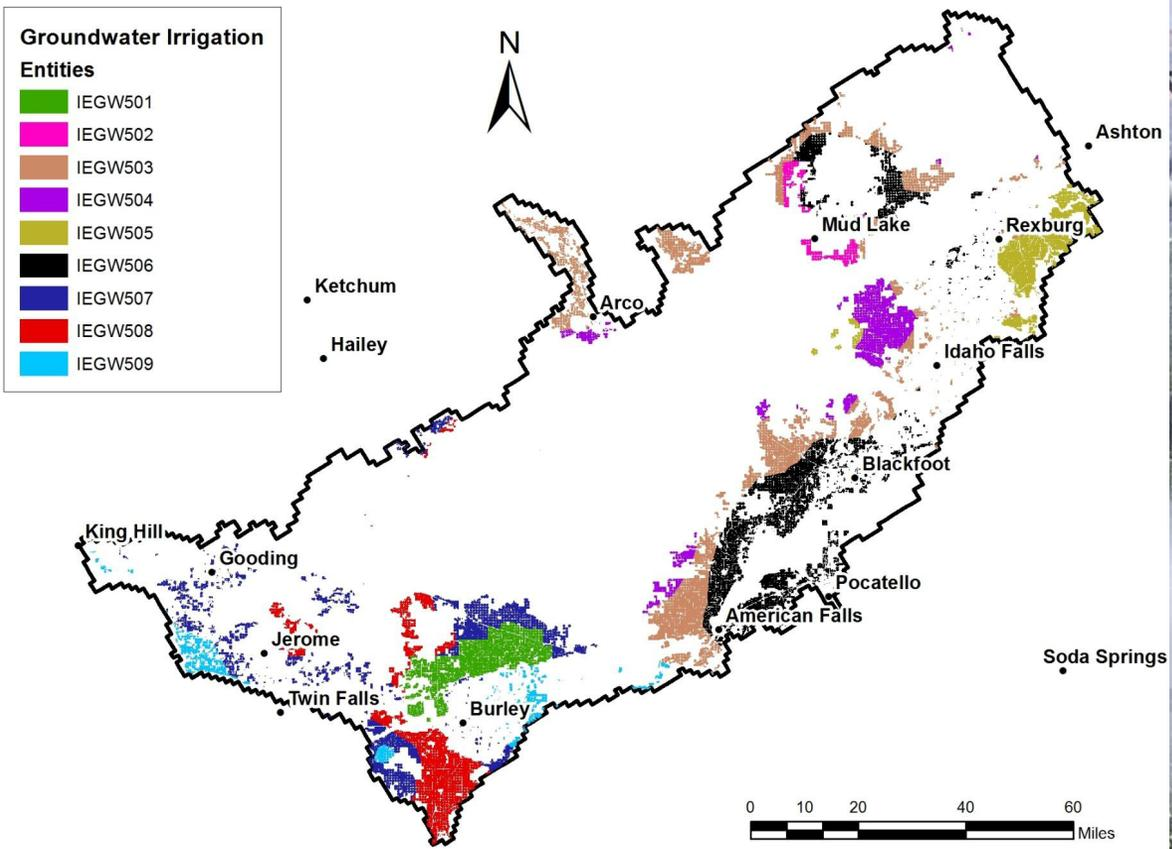 Groundwater Irrigation
Entities
IEGW501
IEGW502
IEGW503
IEGW504
IEGW505
IEGW506
IEGW507
IEGW508
IEGW509
N
Ashton
Mud Lake
Rexburg
Ketchum
Arco
Hailey
Idaho Falls
Blackfoot
King Hill
Gooding
Pocatello
American Falls
Jerome
Soda Springs
Twin Falls
Burley
0 10 20 40 60
Miles